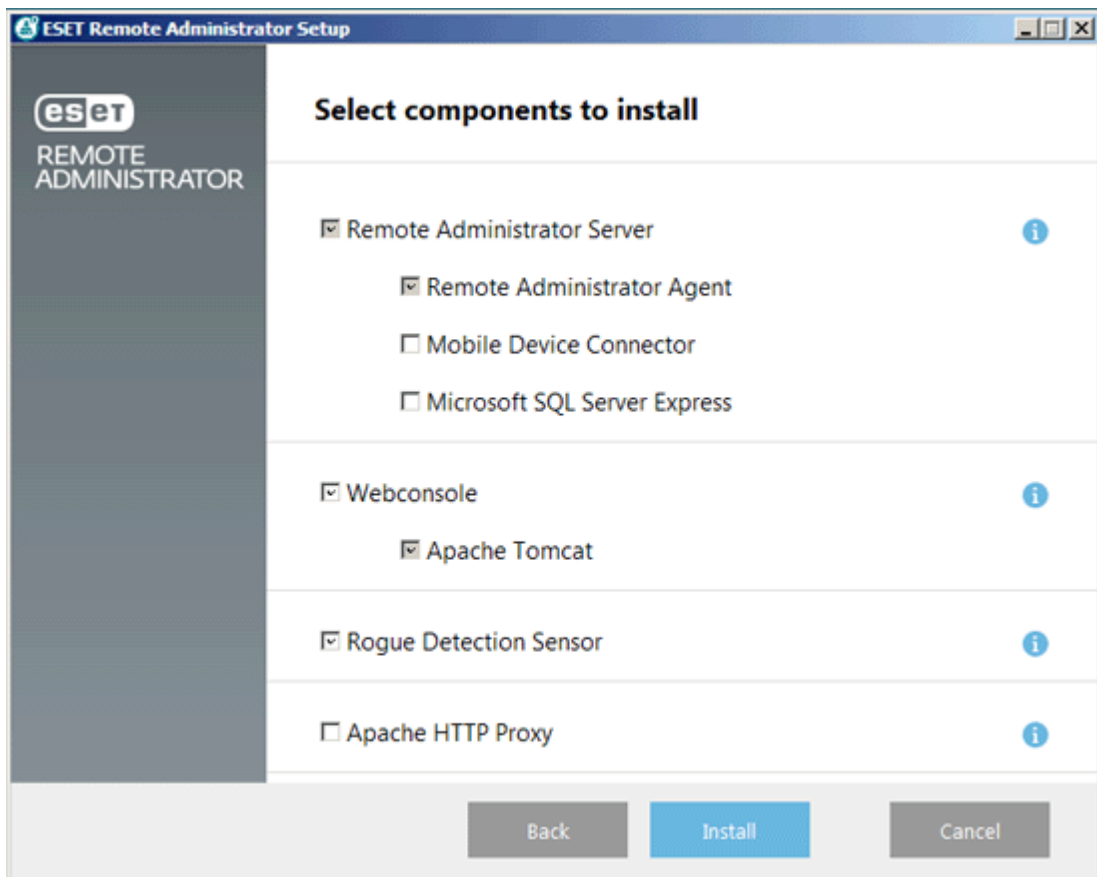 ESET Remote Administrator Setup
eset
REMOTE
ADMINISTRATOR
Select components to install
Remote Administrator Server
Remote Administrator Agent
Mobile Device Connector
Microsoft SQL Server Express
Webconsole
Apache Tomcat
Rogue Detection Sensor
Apache HTTP Proxy
Back
Install
Cancel